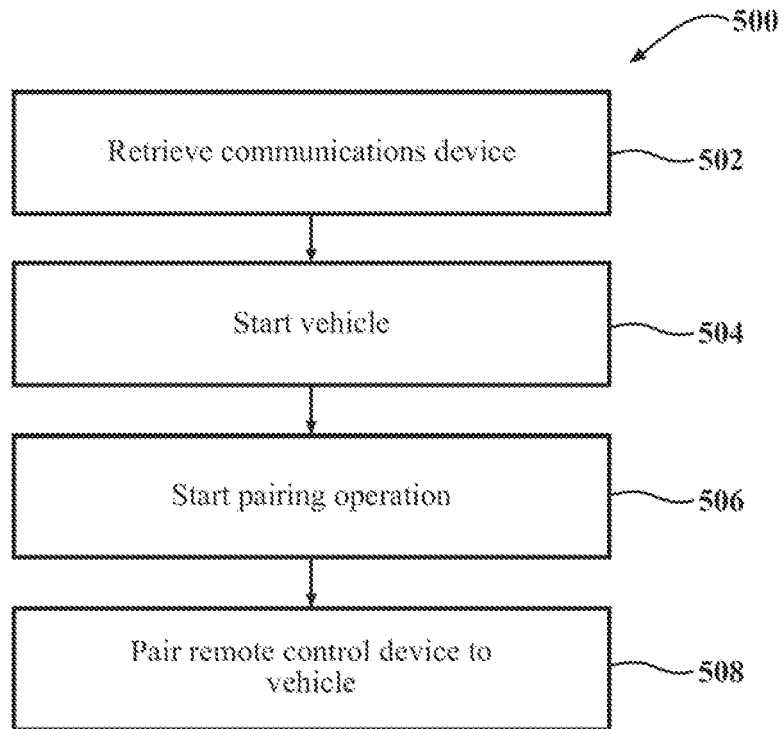 500
Retrieve communications device
502
Start vehicle
504
Start pairing operation
506
Pair remote control device to
vehicle
508